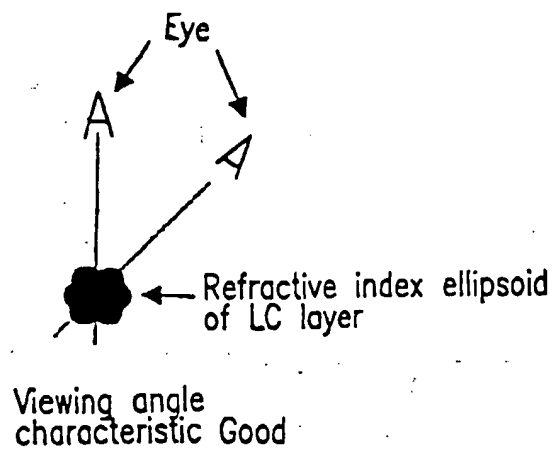 Eye
Refractive index ellipsoid
of LC layer
Viewing angle
characteristic Good